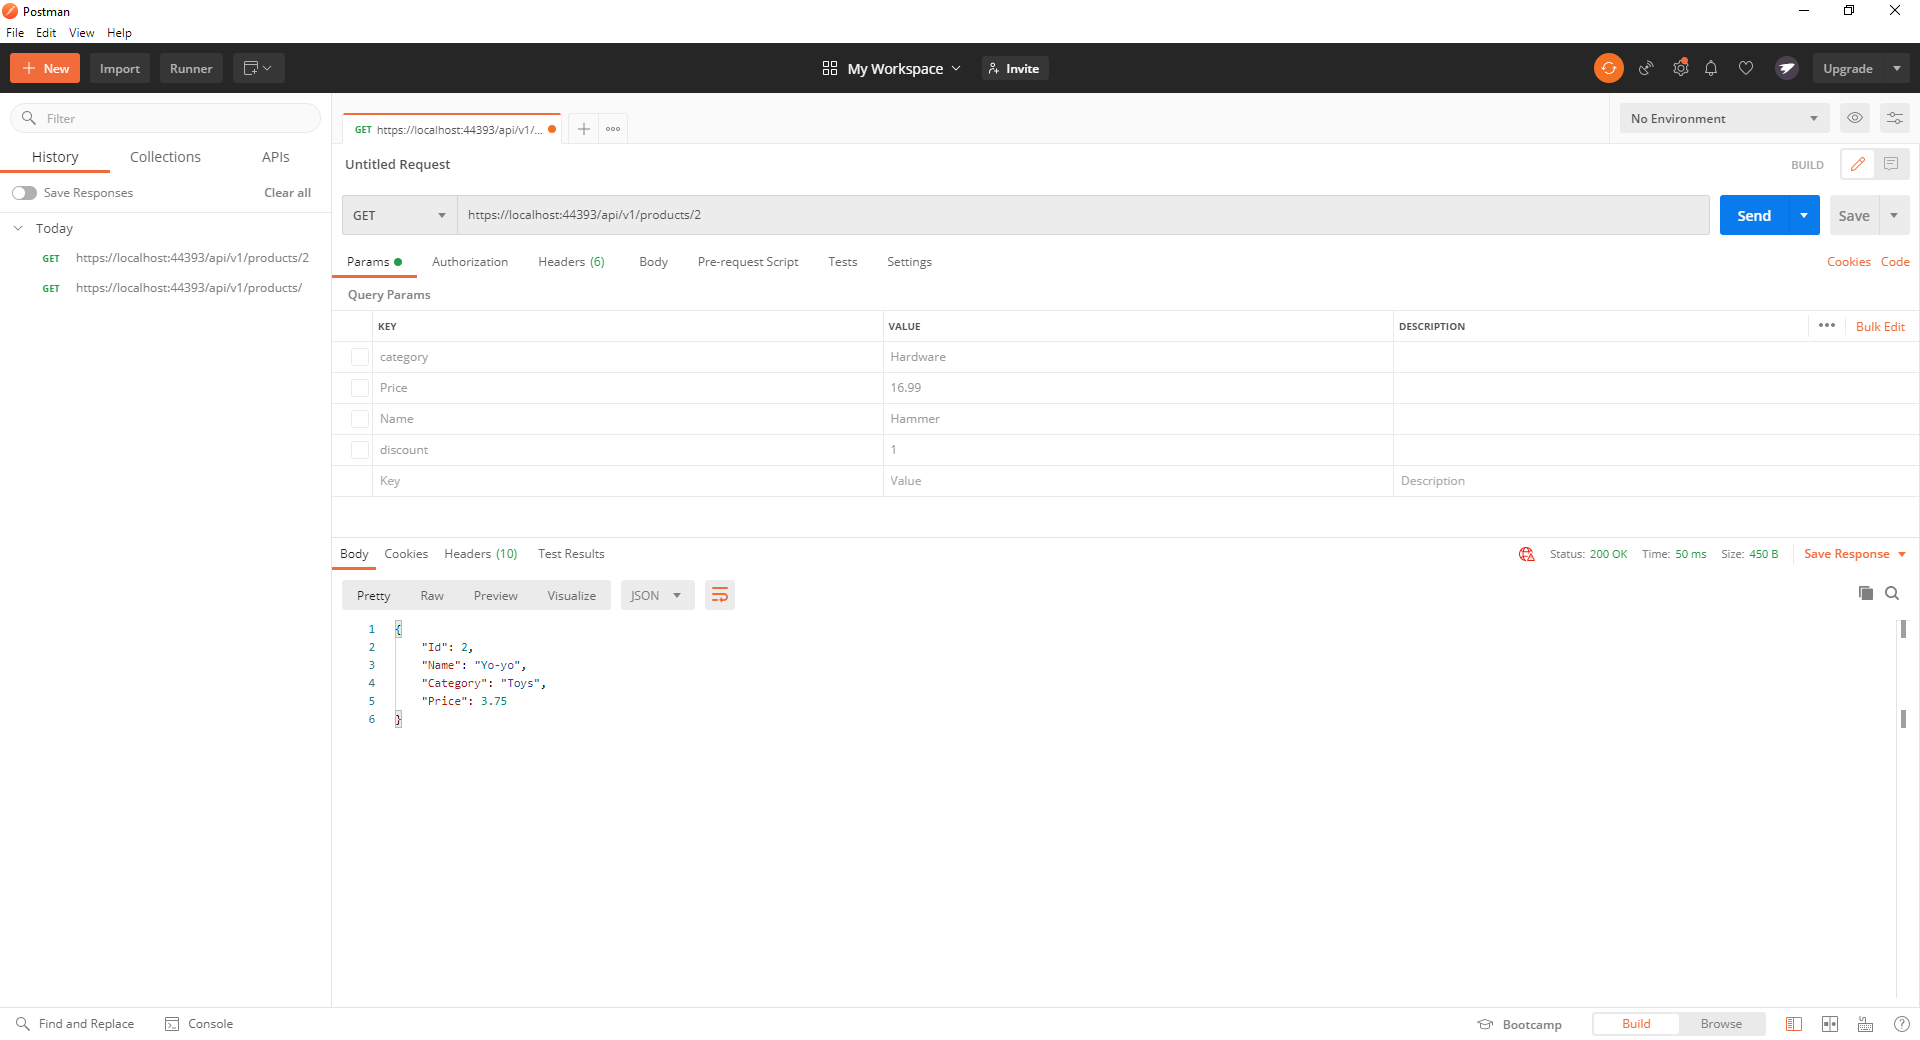 Postman
File Edit View Help
New Import Runner My Workspace Invite Upgrade
Filter
History Collections APIs
Save Responses Clear all
Today
GET https://localhost:44393/api/v1/products/2
GET https://localhost:44393/api/v1/products/
GET https://localhost:44393/api/v1/... No Environment
Untitled Request BUILD
GET https://localhost:44393/api/v1/products/2 Send Save
Params Authorization Headers (6) Body Pre-request Script Tests Settings Cookies Code
Query Params
KEY VALUE DESCRIPTION Bulk Edit
category Hardware
Price 16.99
Name Hammer
discount 1
Key Value Description
Body Cookies Headers (10) Test Results Status: 200 OK Time: 50 ms Size: 450 B Save Response
Pretty Raw Preview Visualize JSON
1 {
2 "Id": 2,
3 "Name": "Yo-yo",
4 "Category": "Toys",
5 "Price": 3.75
6 }
Find and Replace Console Bootcamp Build Browse